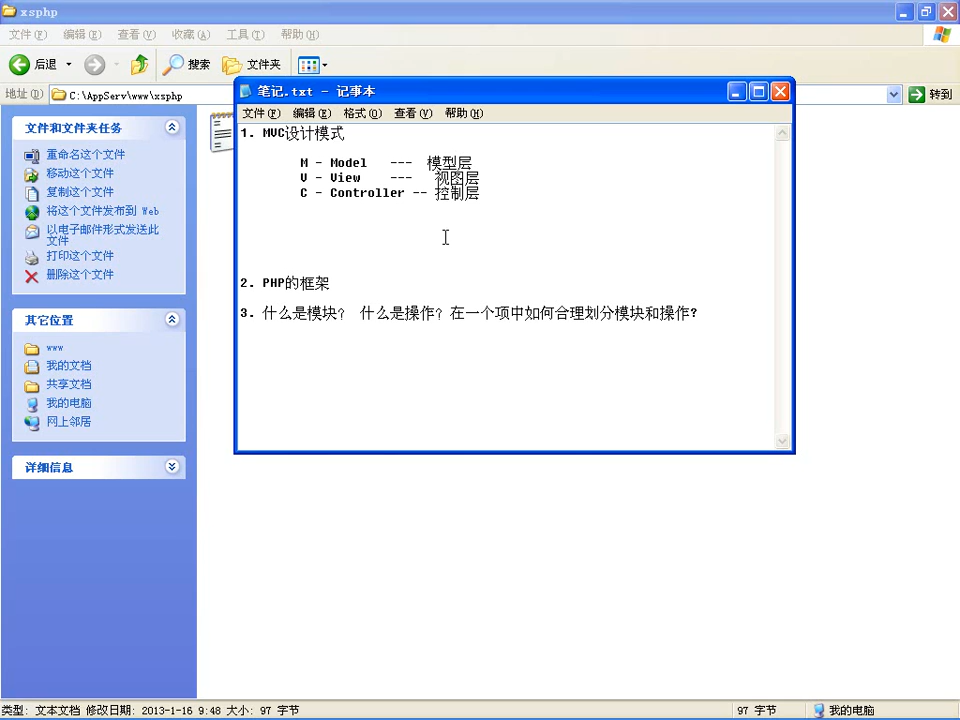 xsphp
文件(F) 编辑(E) 查看(V) 收藏(A) 工具(T) 帮助(H)
后退 搜索 文件夹
地址(D) C:\AppServ\www\xsphp 转到
文件和文件夹任务
重命名这个文件
移动这个文件
复制这个文件
将这个文件发布到 Web
以电子邮件形式发送此
文件
打印这个文件
删除这个文件
其它位置
www
我的文档
共享文档
我的电脑
网上邻居
详细信息
笔记.txt - 记事本
文件(F) 编辑(E) 格式(O) 查看(V) 帮助(H)
1. MVC设计模式
M - Model --- 模型层
V - View --- 视图层
C - Controller -- 控制层
2. PHP的框架
3. 什么是模块? 什么是操作? 在一个项中如何合理划分模块和操作?
类型: 文本文档 修改日期: 2013-1-16 9:48 大小: 97 字节 97 字节 我的电脑